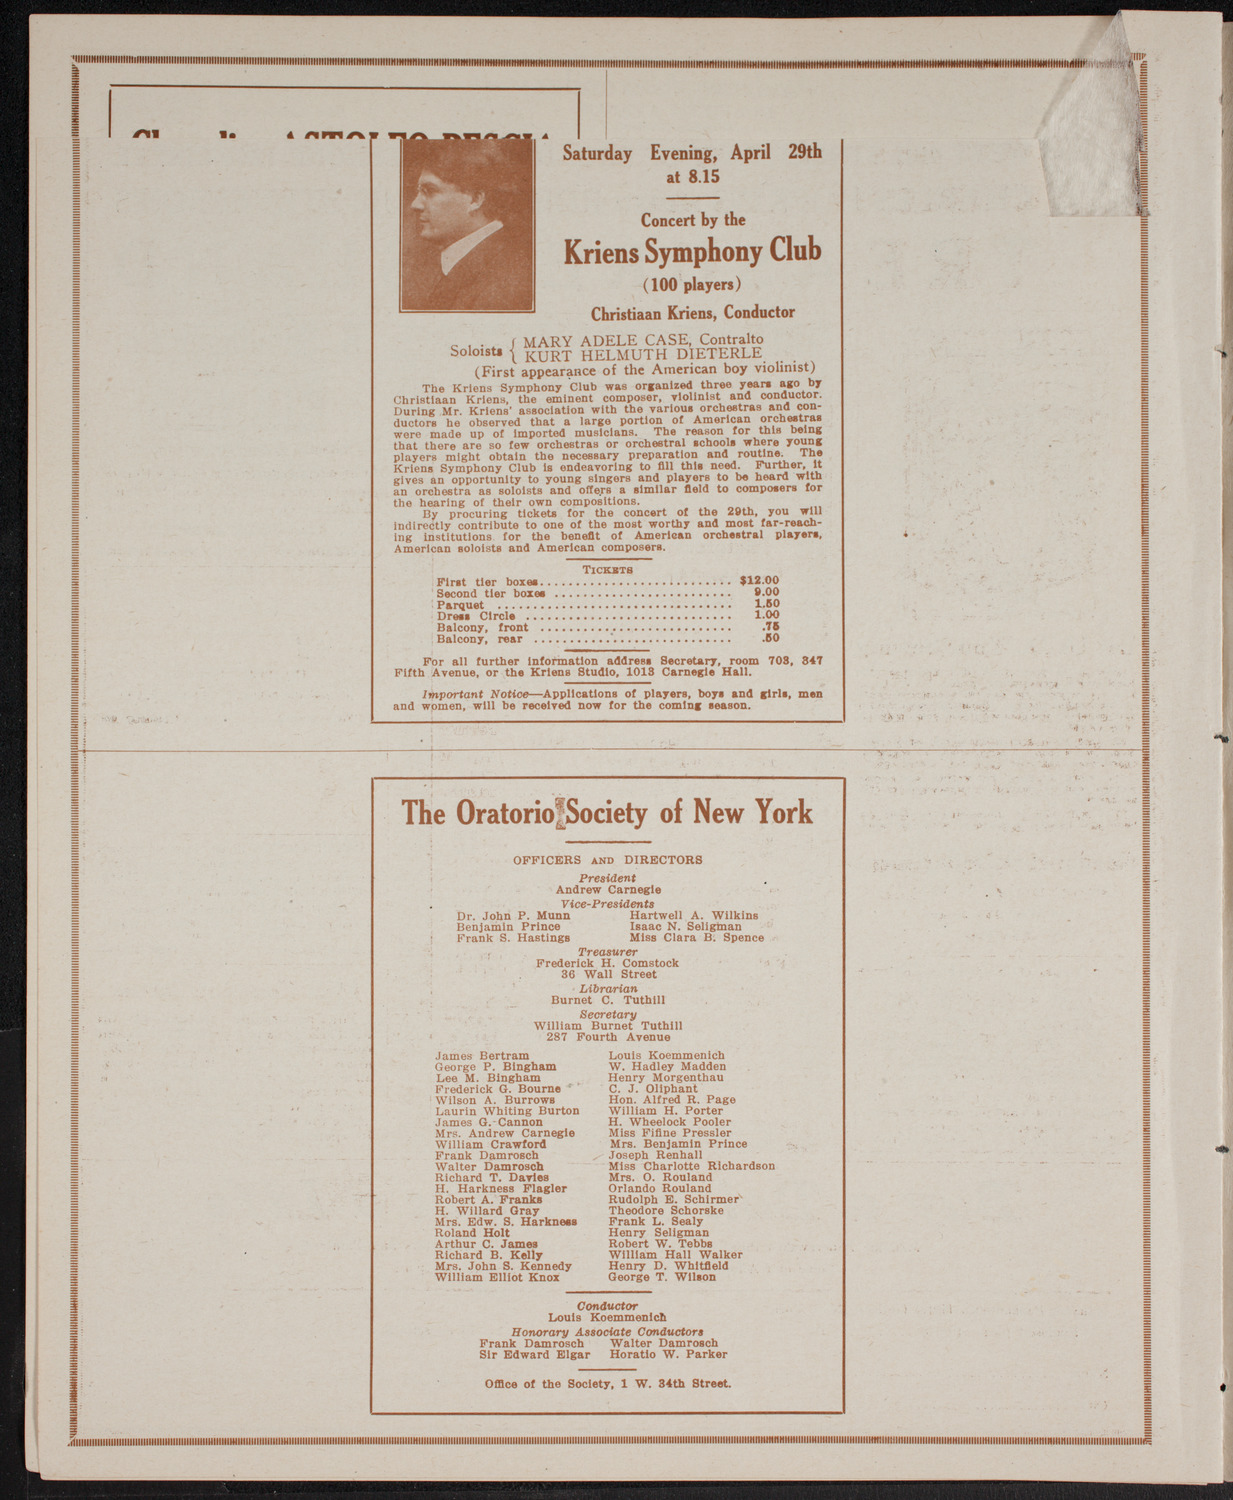 Saturday Evening, April 29th
at 8.15
Concert by the
Kriens Symphony Club
(100 players)
Christiaan Kriens, Conductor
Soloists { MARY ADELE CASE, Contralto
KURT HELMUTH DIETERLE
(First appearance of the American boy violinist)
The Kriens Symphony Club was organized three years ago by
Christiaan Kriens, the eminent composer, violinist and conductor.
During Mr. Kriens' association with the various orchestras and con-
ductors he observed that a large portion of American orchestras
were made up of imported musicians. The reason for this being
that there are so few orchestras or orchestral schools where young
players might obtain the necessary preparation and routine. The
Kriens Symphony Club is endeavoring to fill this need. Further, it
gives an opportunity to young singers and players to be heard with
an orchestra as soloists and offers a similar field to composers for
the hearing of their own compositions.
By procuring tickets for the concert of the 29th, you will
indirectly contribute to one of the most worthy and most far-reach-
ing institutions for the benefit of American orchestral players,
American soloists and American composers.
TICKETS
First tier boxes.......................... $12.00
Second tier boxes ........................ 9.00
Parquet ................................ 1.50
Dress Circle ............................ 1.00
Balcony, front .......................... .75
Balcony, rear ........................... .50
For all further information address Secretary, room 703, 347
Fifth Avenue, or the Kriens Studio, 1013 Carnegie Hall.
Important Notice—Applications of players, boys and girls, men
and women, will be received now for the coming season.
The Oratorio Society of New York
OFFICERS AND DIRECTORS
President
Andrew Carnegie
Vice-Presidents
Dr. John P. Munn Hartwell A. Wilkins
Benjamin Prince Isaac N. Seligman
Frank S. Hastings Miss Clara B. Spence
Treasurer
Frederick H. Comstock
36 Wall Street
Librarian
Burnet C. Tuthill
Secretary
William Burnet Tuthill
287 Fourth Avenue
James Bertram Louis Koemmenich
George P. Bingham W. Hadley Madden
Lee M. Bingham Henry Morgenthau
Frederick G. Bourne C. J. Oliphant
Wilson A. Burrows Hon. Alfred R. Page
Laurin Whiting Burton William H. Porter
James G. Cannon H. Wheelock Pooler
Mrs. Andrew Carnegie Miss Fifine Pressler
William Crawford Mrs. Benjamin Prince
Frank Damrosch Joseph Renhall
Walter Damrosch Miss Charlotte Richardson
Richard T. Davies Mrs. O. Rouland
H. Harkness Flagler Orlando Rouland
Robert A. Franks Rudolph E. Schirmer
H. Willard Gray Theodore Schorske
Mrs. Edw. S. Harkness Frank L. Sealy
Roland Holt Henry Seligman
Arthur C. James Robert W. Tebbs
Richard B. Kelly William Hall Walker
Mrs. John S. Kennedy Henry D. Whitfield
William Elliot Knox George T. Wilson
Conductor
Louis Koemmenich
Honorary Associate Conductors
Frank Damrosch Walter Damrosch
Sir Edward Elgar Horatio W. Parker
Office of the Society, 1 W. 34th Street.